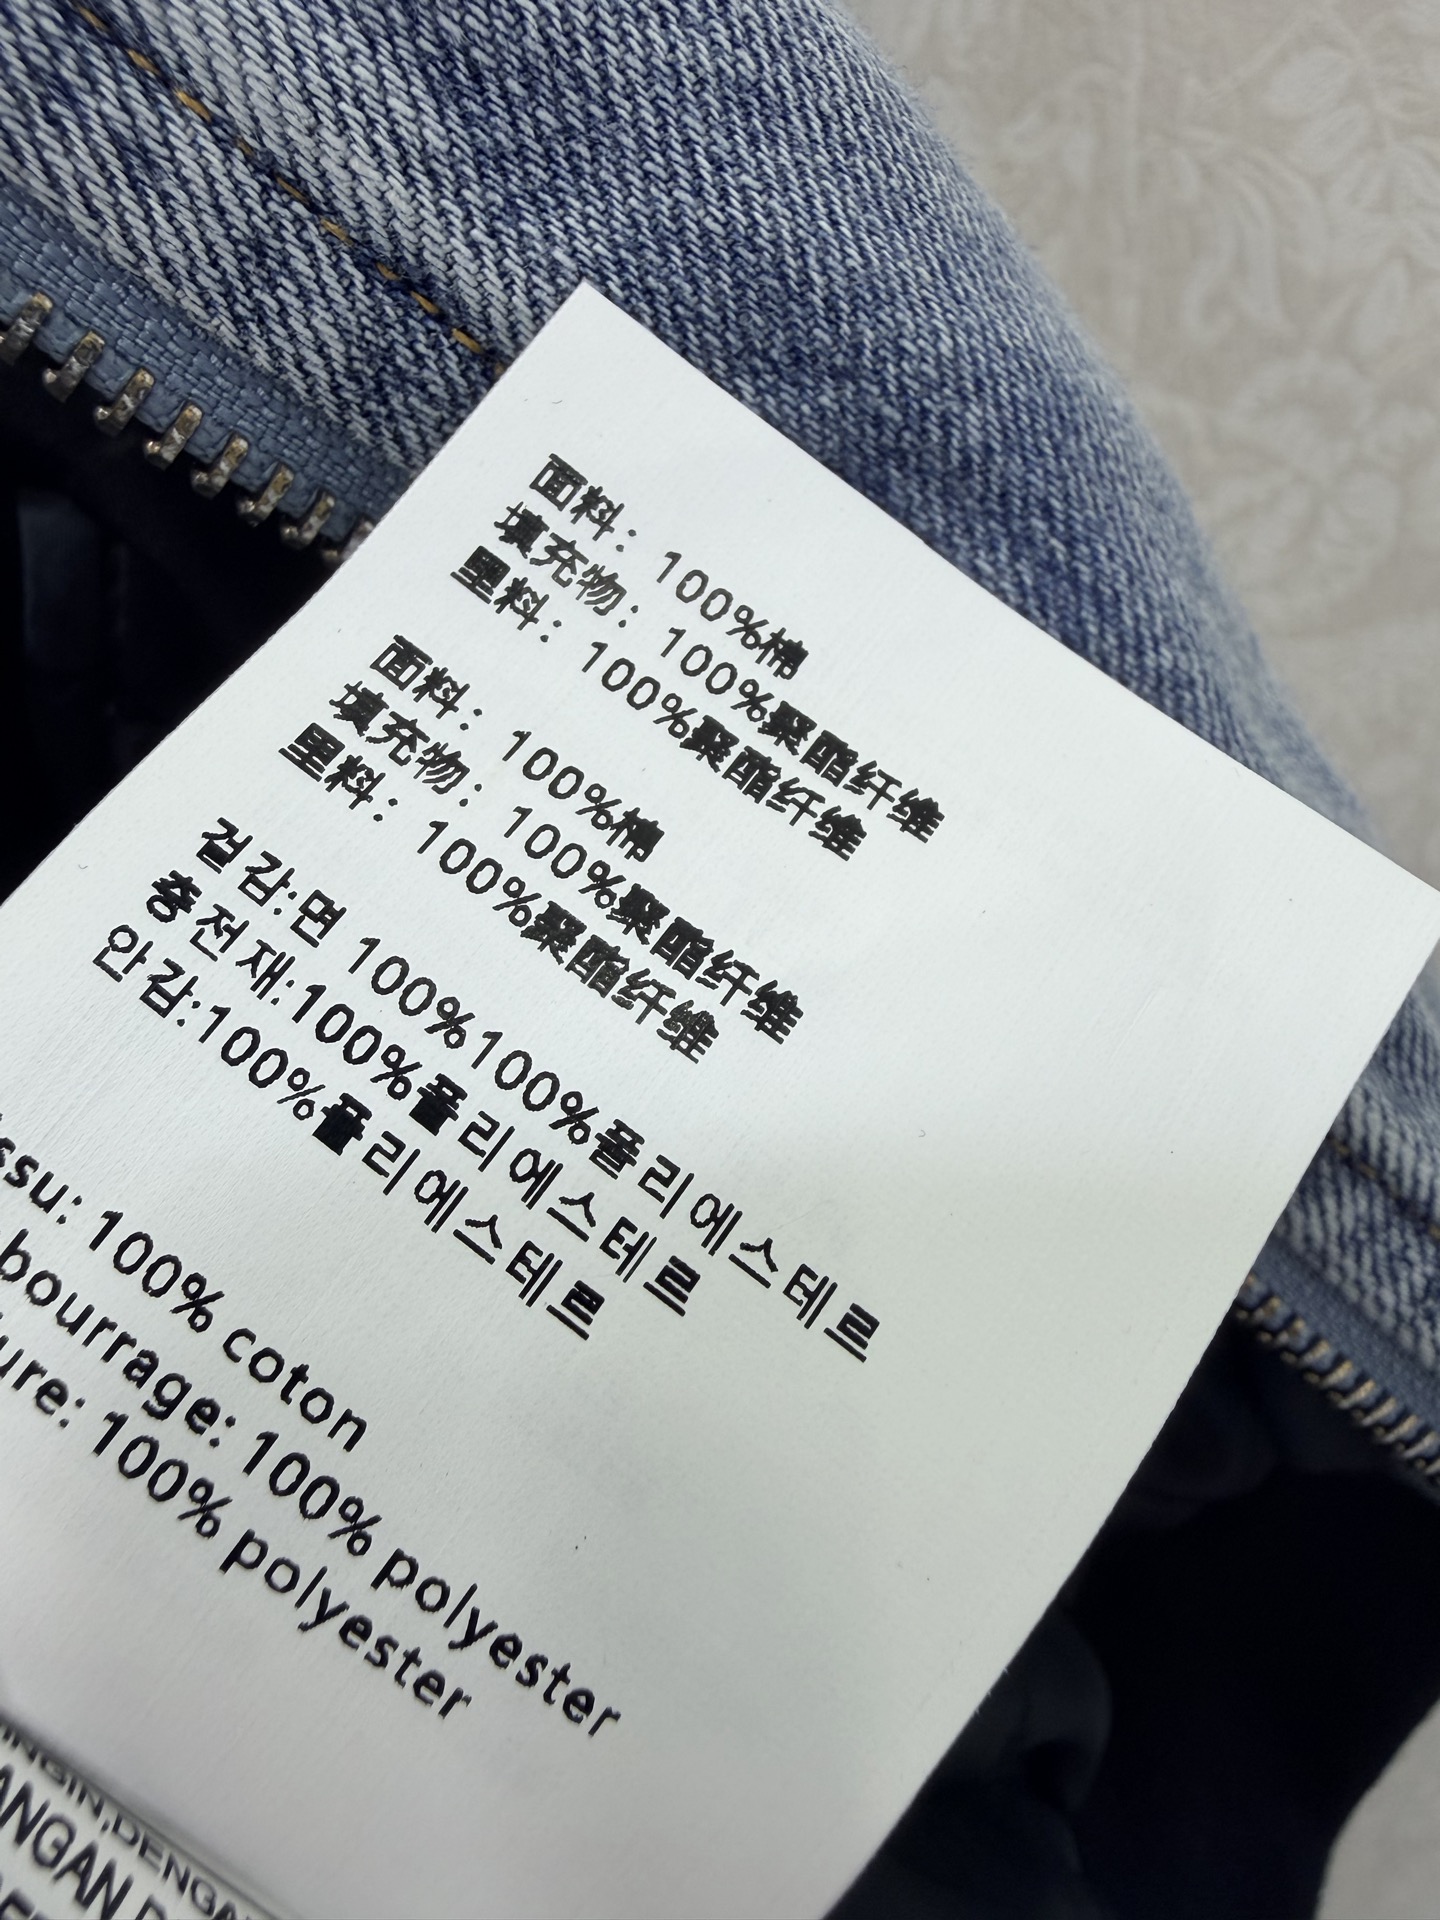 面料: 100%棉
填充物: 100%聚酯纤维
里料: 100%聚酯纤维
面料: 100%棉
填充物: 100%聚酯纤维
里料: 100%聚酯纤维
겉감:면 100%100%폴리에스테르
충전재:100%폴리에스테르
안감:100%폴리에스테르
100% coton
100% polyester
100% polyester